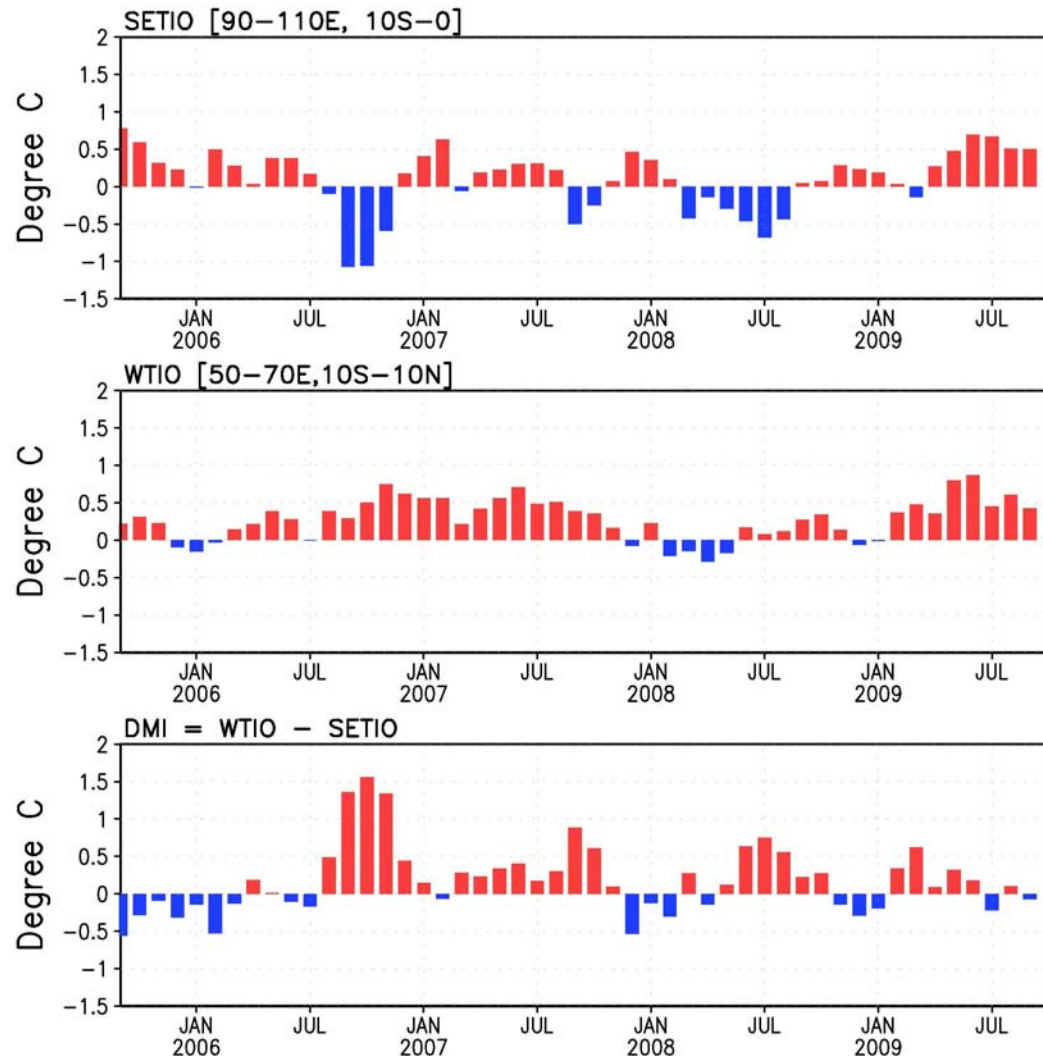 SETIO [90-110E, 10S-0]
Degree C
2
1.5
1
0.5
0
-0.5
-1
-1.5
JAN JUL JAN JUL JAN JUL JAN JUL
2006 2007 2008 2009
WTIO [50-70E,10S-10N]
Degree C
2
1.5
1
0.5
0
-0.5
-1
-1.5
JAN JUL JAN JUL JAN JUL JAN JUL
2006 2007 2008 2009
DMI = WTIO - SETIO
Degree C
2
1.5
1
0.5
0
-0.5
-1
-1.5
JAN JUL JAN JUL JAN JUL JAN JUL
2006 2007 2008 2009